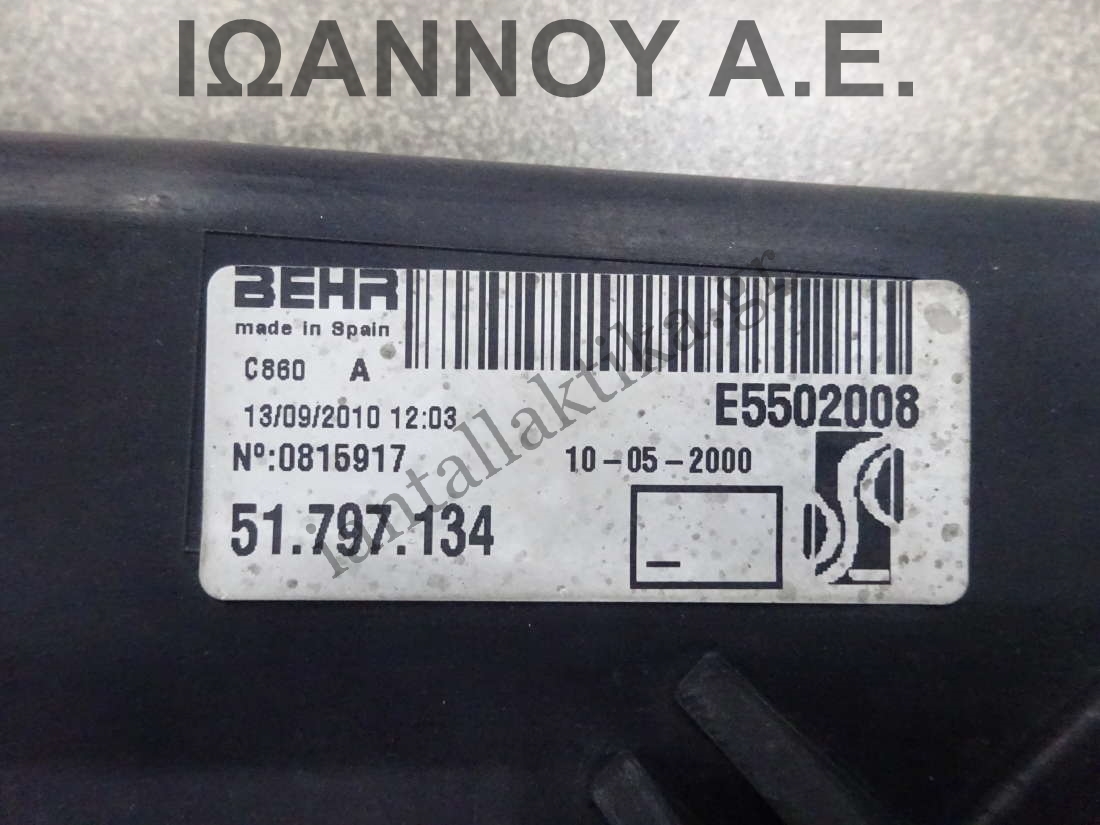 ΙΩΑΝΝΟΥ Α.Ε.
BEHR
made in Spain
C860 A
E5502008
13/09/2010 12:03
Nº:0815917 10-05-2000
51.797.134
iantallaktika.gr